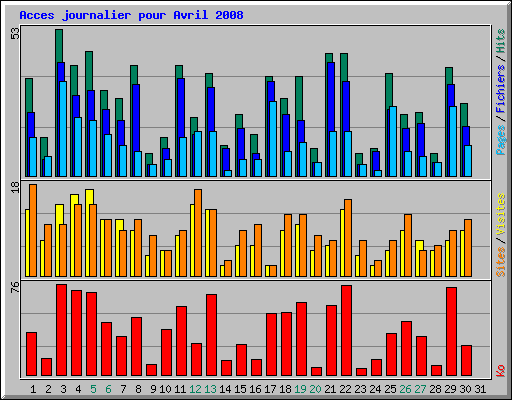 Acces journalier pour Avril 2008
53
Pages / Fichiers / Hits
18
Sites / Visites
76
Ko
1 2 3 4 5 6 7 8 9 10 11 12 13 14 15 16 17 18 19 20 21 22 23 24 25 26 27 28 29 30 31